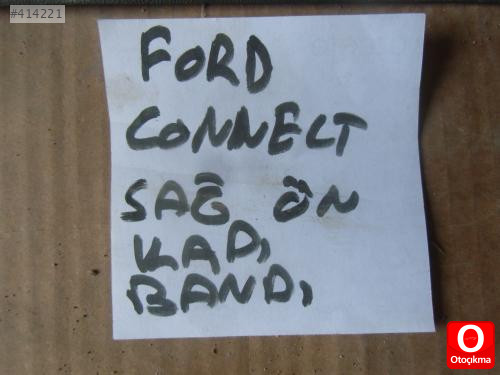 #414221
FORD
CONNECT
SAĞ ÖN
KAPI
BANDI
Otoçıkma